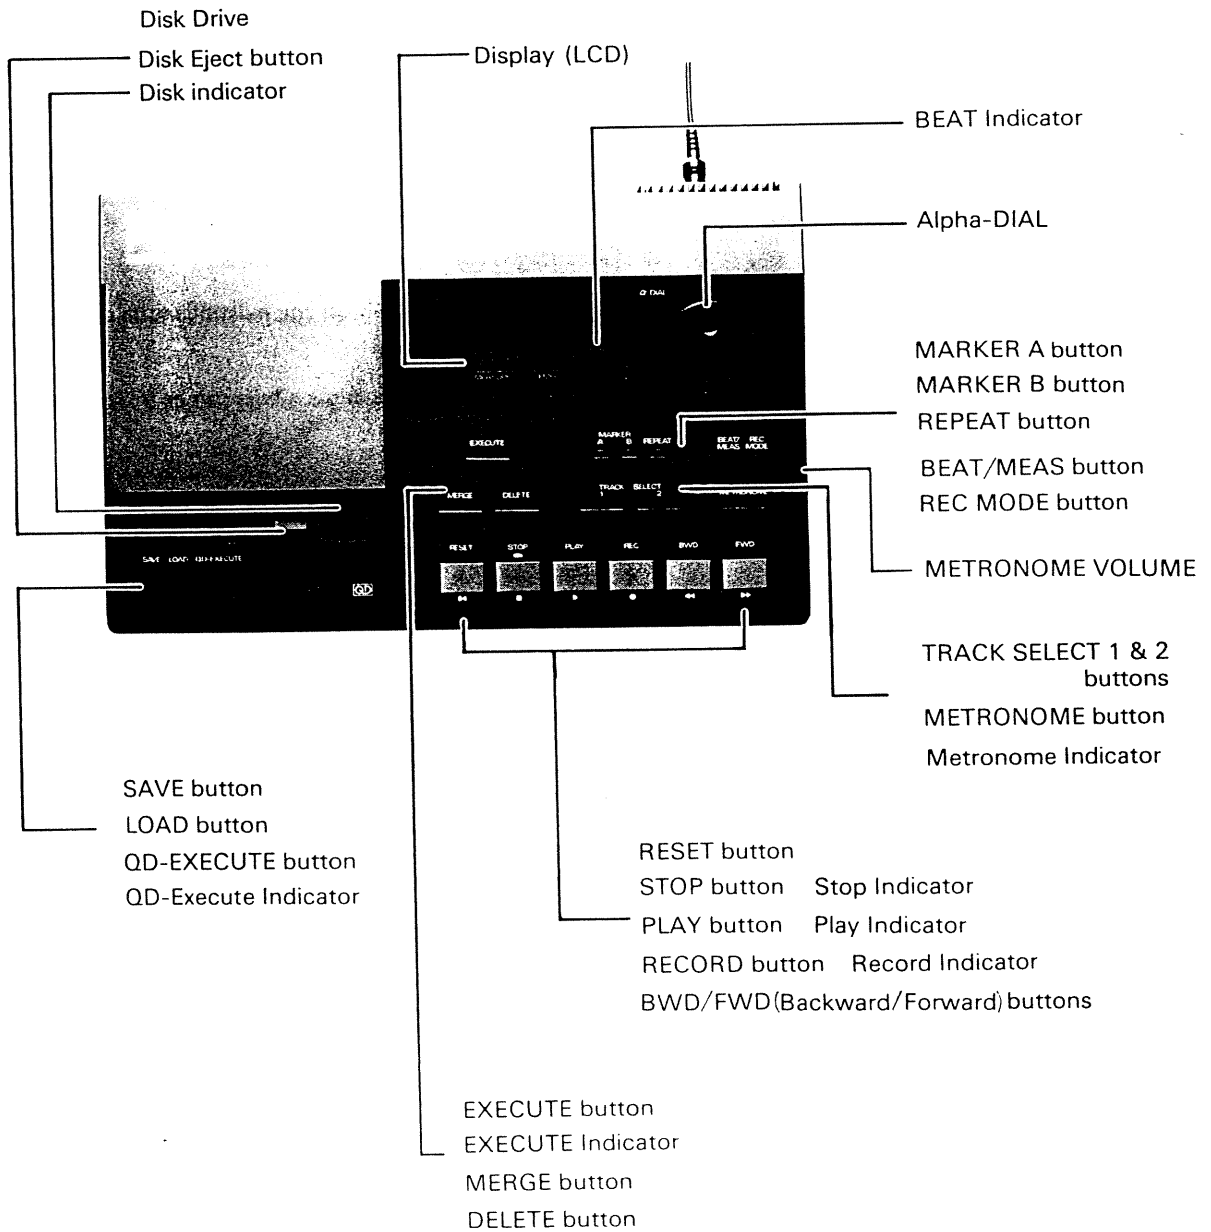 Disk Drive
Disk Eject button
Disk indicator
Display (LCD)
BEAT Indicator
Alpha-DIAL
α DIAL
MARKER A button
MARKER B button
REPEAT button
BEAT/MEAS button
REC MODE button
METRONOME VOLUME
TRACK SELECT 1 & 2
buttons
METRONOME button
Metronome Indicator
EXECUTE
MARKER
A B REPEAT
BEAT/ REC
MEAS MODE
MERGE DELETE
TRACK SELECT
1 2
METRONOME
SAVE LOAD QD-EXECUTE
QD
RESET STOP PLAY REC BWD FWD
SAVE button
LOAD button
QD-EXECUTE button
QD-Execute Indicator
RESET button
STOP button Stop Indicator
PLAY button Play Indicator
RECORD button Record Indicator
BWD/FWD(Backward/Forward) buttons
EXECUTE button
EXECUTE Indicator
MERGE button
DELETE button